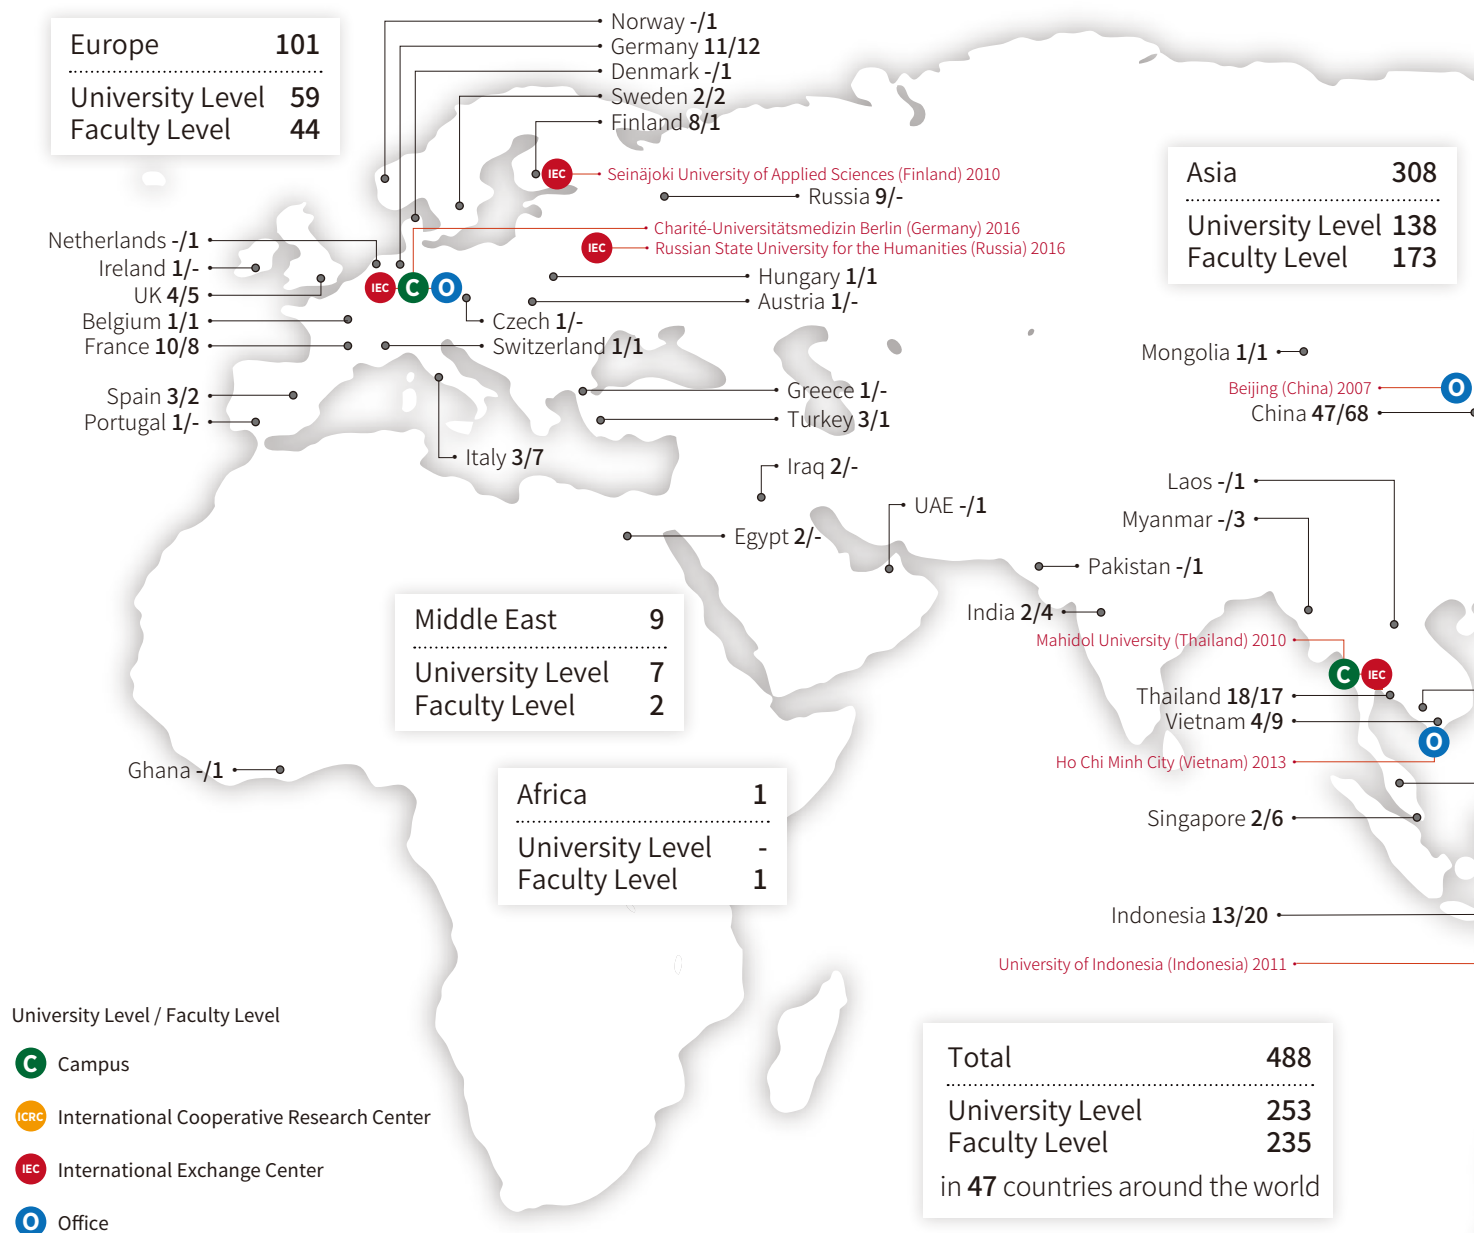 Europe 101
University Level 59
Faculty Level 44
Norway -/1
Germany 11/12
Denmark -/1
Sweden 2/2
Finland 8/1
IEC Seinäjoki University of Applied Sciences (Finland) 2010
Russia 9/-
Charité-Universitätsmedizin Berlin (Germany) 2016
IEC Russian State University for the Humanities (Russia) 2016
Netherlands -/1
Ireland 1/-
UK 4/5
Belgium 1/1
France 10/8
Spain 3/2
Portugal 1/-
IEC C O
Hungary 1/1
Austria 1/-
Czech 1/-
Switzerland 1/1
Greece 1/-
Turkey 3/1
Italy 3/7
Iraq 2/-
UAE -/1
Egypt 2/-
Asia 308
University Level 138
Faculty Level 173
Mongolia 1/1
Beijing (China) 2007 O
China 47/68
Laos -/1
Myanmar -/3
Pakistan -/1
India 2/4
Mahidol University (Thailand) 2010
C IEC
Thailand 18/17
Vietnam 4/9
O
Ho Chi Minh City (Vietnam) 2013
Singapore 2/6
Indonesia 13/20
University of Indonesia (Indonesia) 2011
Middle East 9
University Level 7
Faculty Level 2
Ghana -/1
Africa 1
University Level -
Faculty Level 1
University Level / Faculty Level
C Campus
ICRC International Cooperative Research Center
IEC International Exchange Center
O Office
Total 488
University Level 253
Faculty Level 235
in 47 countries around the world